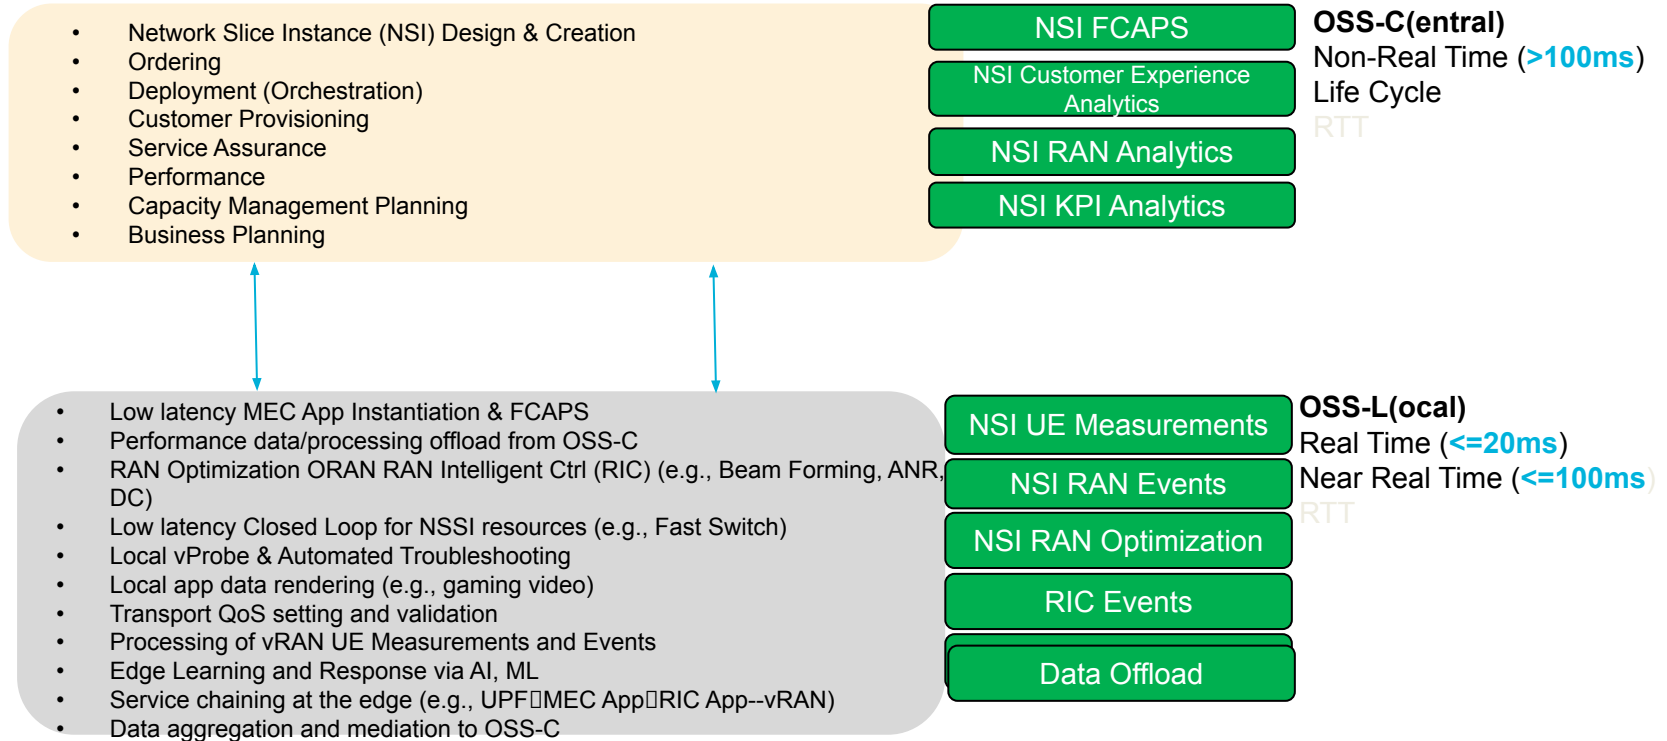 • Network Slice Instance (NSI) Design & Creation
• Ordering
• Deployment (Orchestration)
• Customer Provisioning
• Service Assurance
• Performance
• Capacity Management Planning
• Business Planning
NSI FCAPS
NSI Customer Experience
Analytics
NSI RAN Analytics
NSI KPI Analytics
OSS-C(entral)
Non-Real Time (>100ms)
Life Cycle
RTT
• Low latency MEC App Instantiation & FCAPS
• Performance data/processing offload from OSS-C
• RAN Optimization ORAN RAN Intelligent Ctrl (RIC) (e.g., Beam Forming, ANR,
DC)
• Low latency Closed Loop for NSSI resources (e.g., Fast Switch)
• Local vProbe & Automated Troubleshooting
• Local app data rendering (e.g., gaming video)
• Transport QoS setting and validation
• Processing of vRAN UE Measurements and Events
• Edge Learning and Response via AI, ML
• Service chaining at the edge (e.g., UPF▯MEC App▯RIC App--vRAN)
• Data aggregation and mediation to OSS-C
NSI UE Measurements
NSI RAN Events
NSI RAN Optimization
RIC Events
Data Offload
OSS-L(ocal)
Real Time (<=20ms)
Near Real Time (<=100ms)
RTT